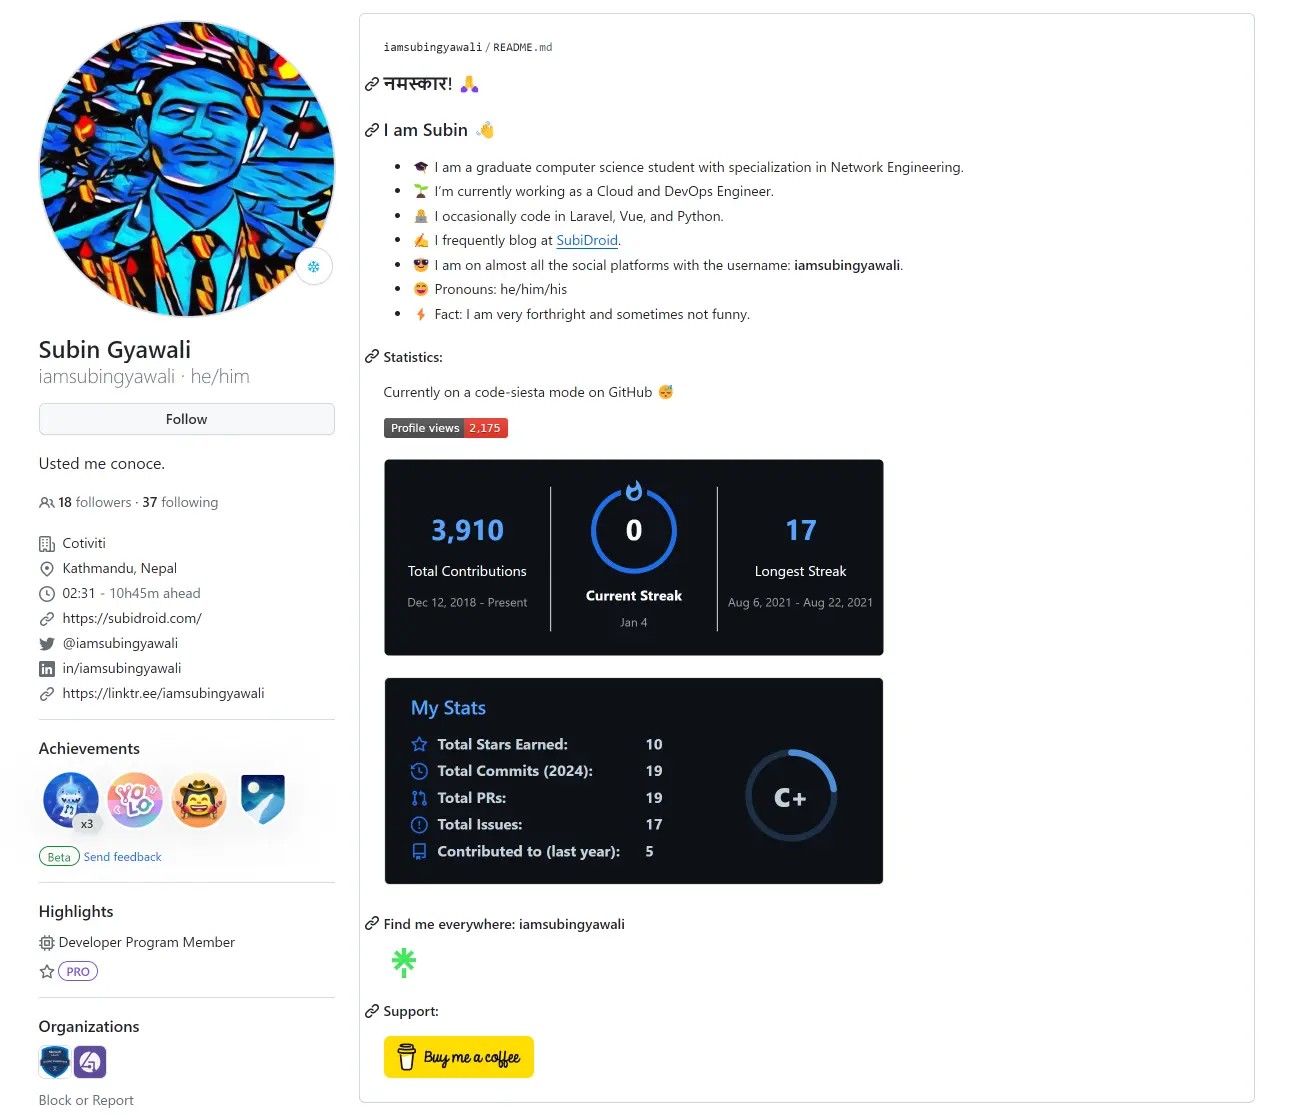 Subin Gyawali
iamsubingyawali · he/him
Follow
Usted me conoce.
18 followers · 37 following
Cotiviti
Kathmandu, Nepal
02:31 - 10h45m ahead
https://subidroid.com/
@iamsubingyawali
in/iamsubingyawali
https://linktr.ee/iamsubingyawali
Achievements
x3
YOLO
Beta Send feedback
Highlights
Developer Program Member
PRO
Organizations
Block or Report
iamsubingyawali/README.md
नमस्कार! 🙏
I am Subin 👋
🎓 I am a graduate computer science student with specialization in Network Engineering.
🌱 I'm currently working as a Cloud and DevOps Engineer.
I occasionally code in Laravel, Vue, and Python.
✍️ I frequently blog at SubiDroid.
😎 I am on almost all the social platforms with the username: iamsubingyawali.
😄 Pronouns: he/him/his
⚡ Fact: I am very forthright and sometimes not funny.
Statistics:
Currently on a code-siesta mode on GitHub 😴
Profile views 2,175
3,910
Total Contributions
Dec 12, 2018 - Present
0
Current Streak
Jan 4
17
Longest Streak
Aug 6, 2021 - Aug 22, 2021
My Stats
Total Stars Earned: 10
Total Commits (2024): 19
Total PRs: 19
Total Issues: 17
Contributed to (last year): 5
C+
Find me everywhere: iamsubingyawali
Support:
Buy me a coffee